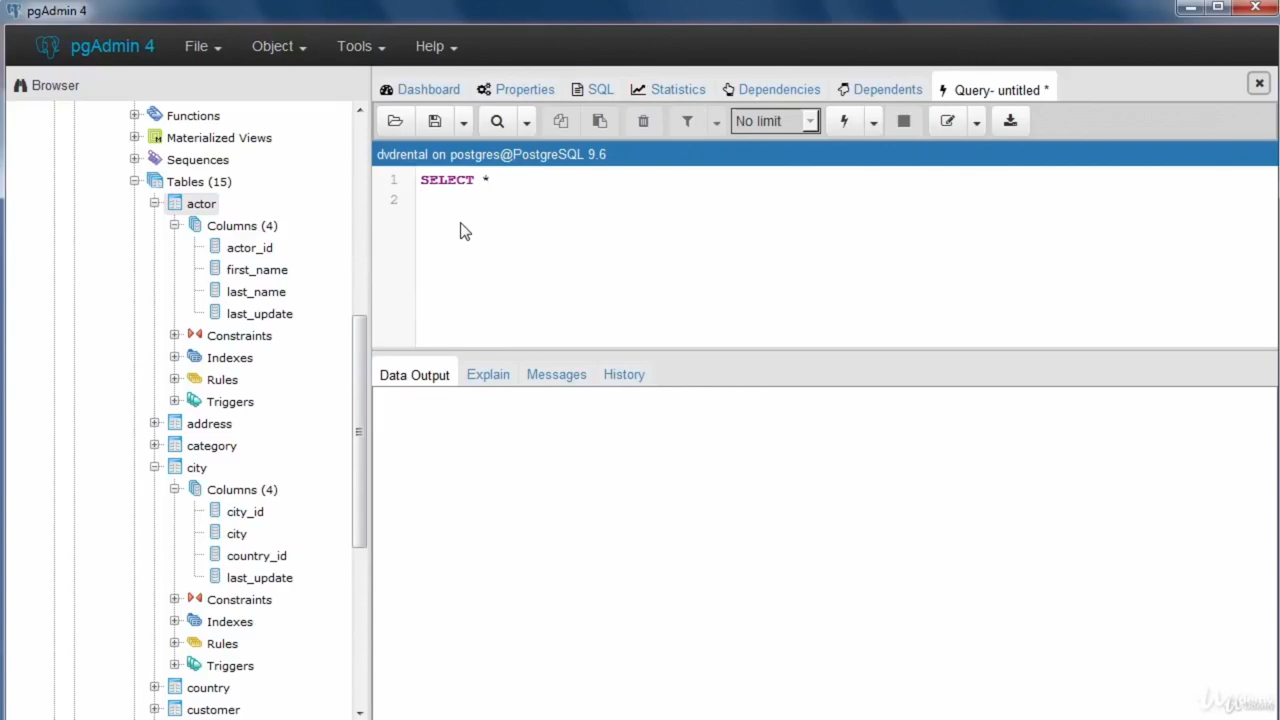 pgAdmin 4
pgAdmin 4 File Object Tools Help
Browser
Dashboard Properties SQL Statistics Dependencies Dependents Query- untitled *
No limit
dvdrental on postgres@PostgreSQL 9.6
1 SELECT *
2
Functions
Materialized Views
Sequences
Tables (15)
actor
Columns (4)
actor_id
first_name
last_name
last_update
Constraints
Indexes
Rules
Triggers
address
category
city
Columns (4)
city_id
city
country_id
last_update
Constraints
Indexes
Rules
Triggers
country
customer
Data Output Explain Messages History